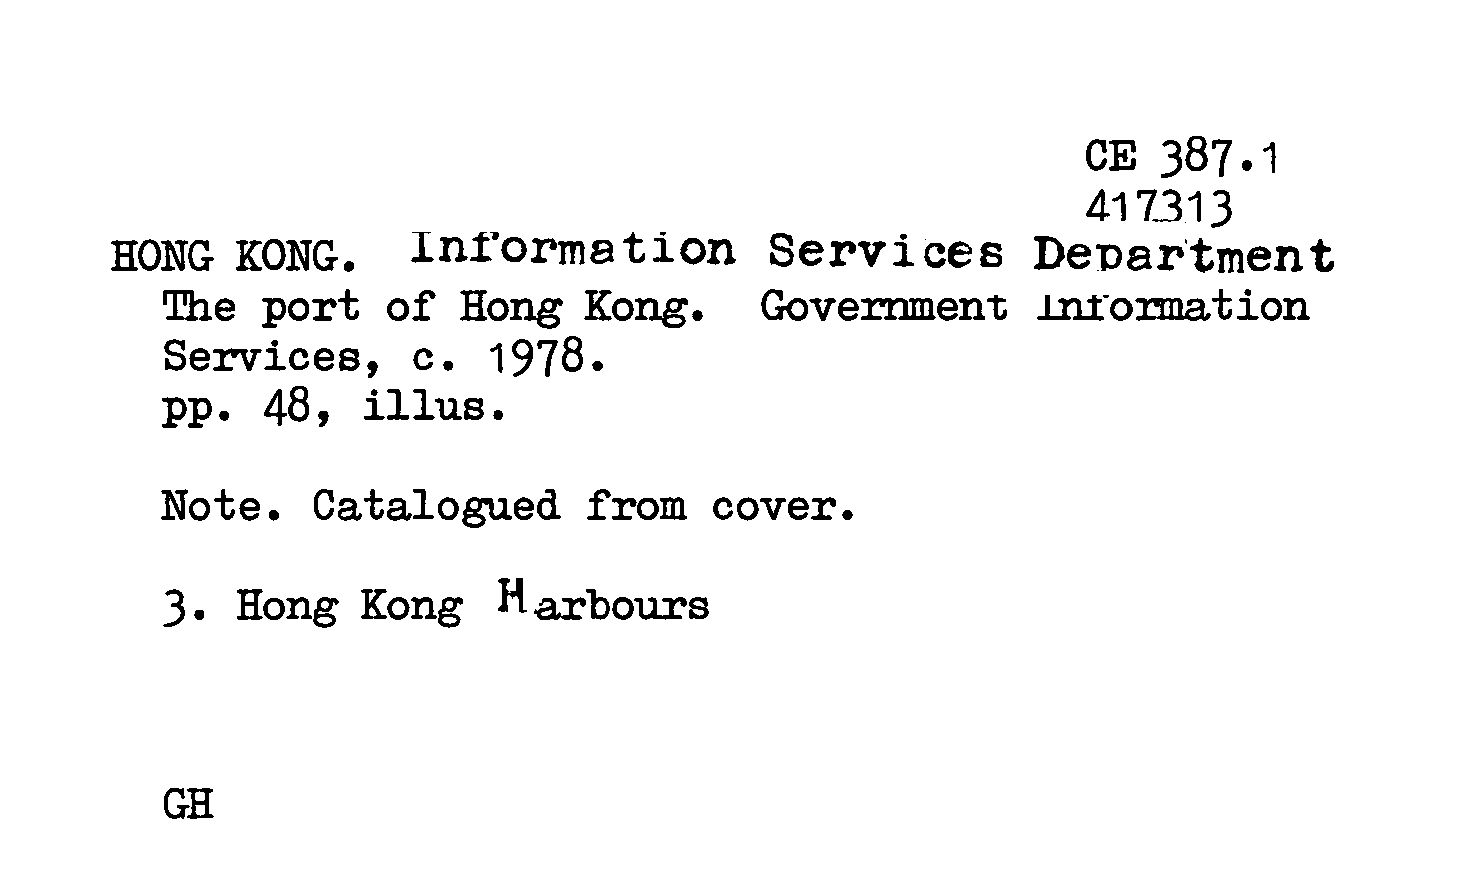 CE 387.1
417313
HONG KONG. Information Services Department
The port of Hong Kong. Government Information
Services, c. 1978.
pp. 48, illus.
Note. Catalogued from cover.
3. Hong Kong Harbours
GH